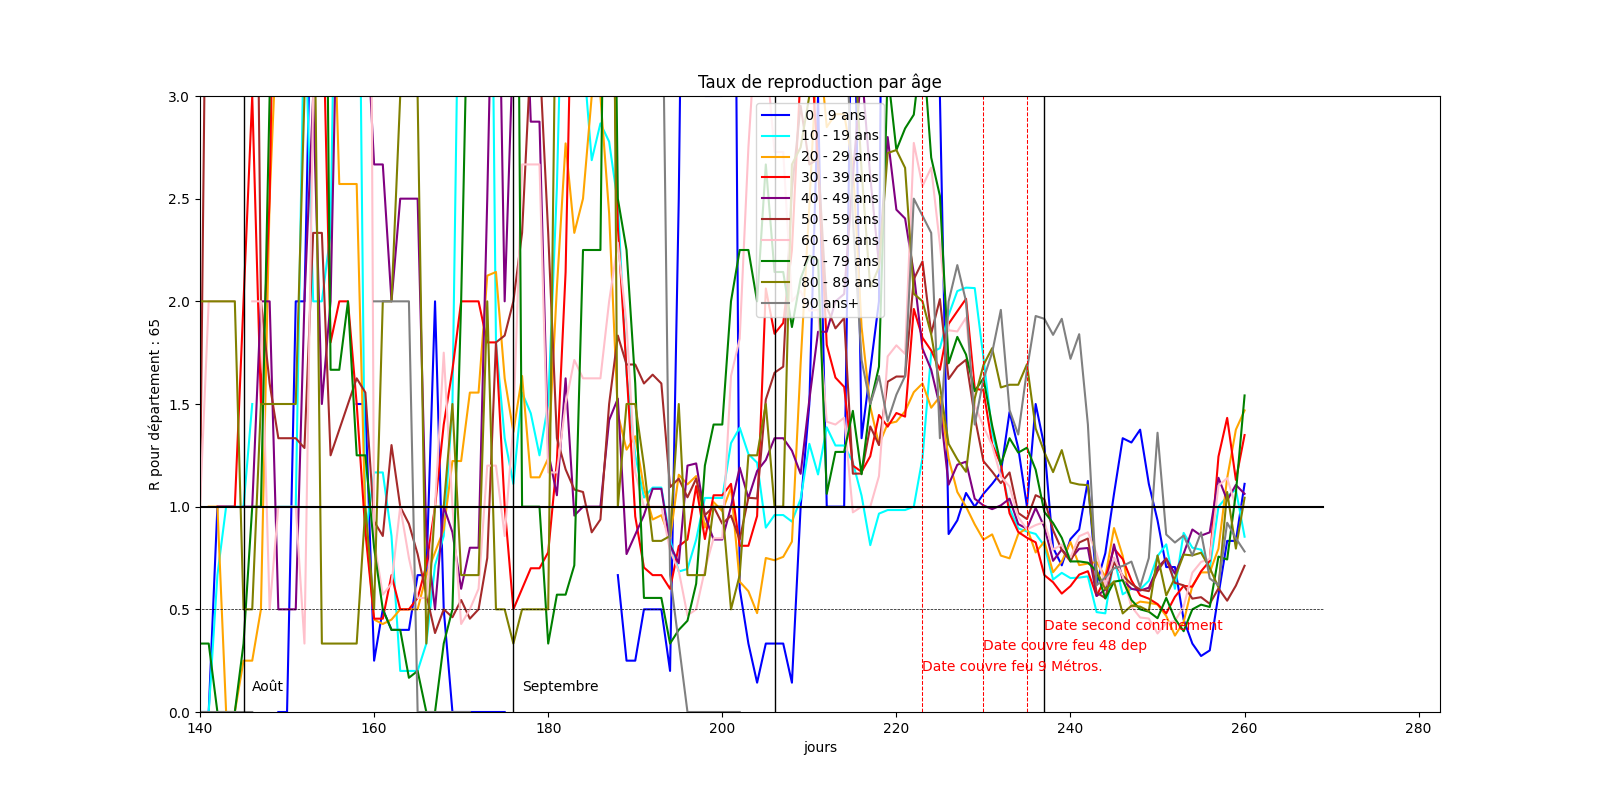 Taux de reproduction par âge
3.0
2.5
2.0
1.5
1.0
0.5
0.0
R pour département : 65
0 - 9 ans
10 - 19 ans
20 - 29 ans
30 - 39 ans
40 - 49 ans
50 - 59 ans
60 - 69 ans
70 - 79 ans
80 - 89 ans
90 ans+
Date second confinement
Date couvre feu 48 dep
Date couvre feu 9 Métros.
Août
Septembre
140 160 180 200 220 240 260 280
jours